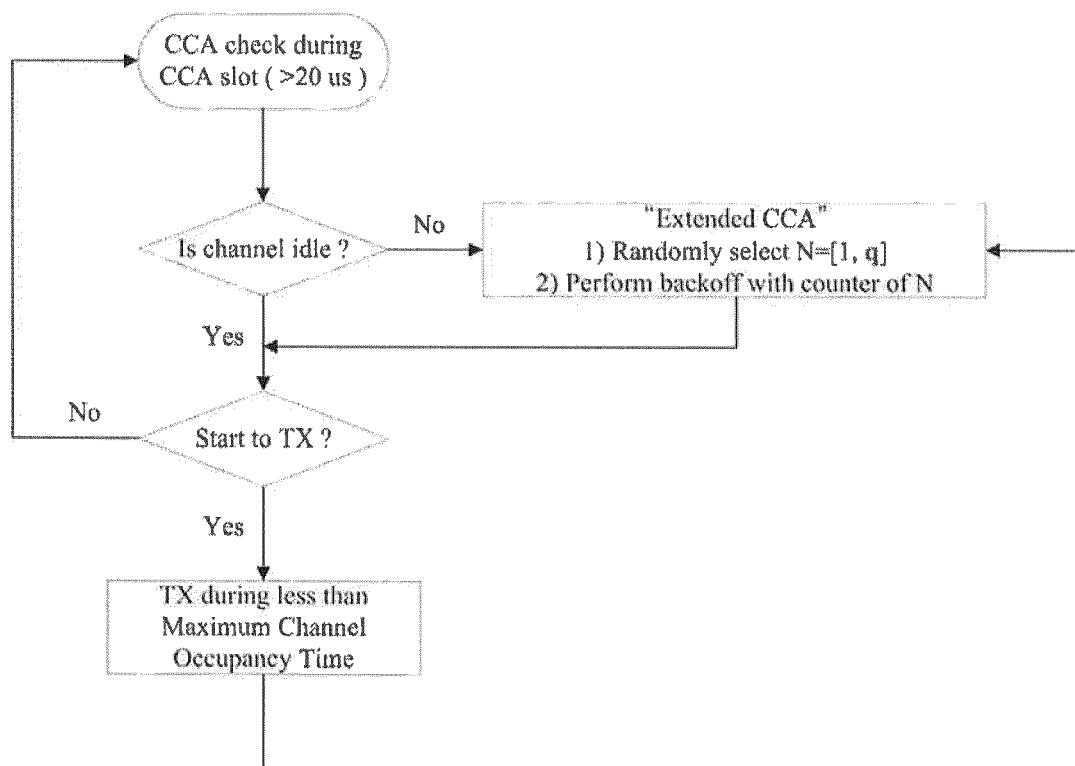 CCA check during
CCA slot ( >20 us )
Is channel idle ?
No
"Extended CCA"
1) Randomly select N=[1, q]
2) Perform backoff with counter of N
Yes
No
Start to TX ?
Yes
TX during less than
Maximum Channel
Occupancy Time